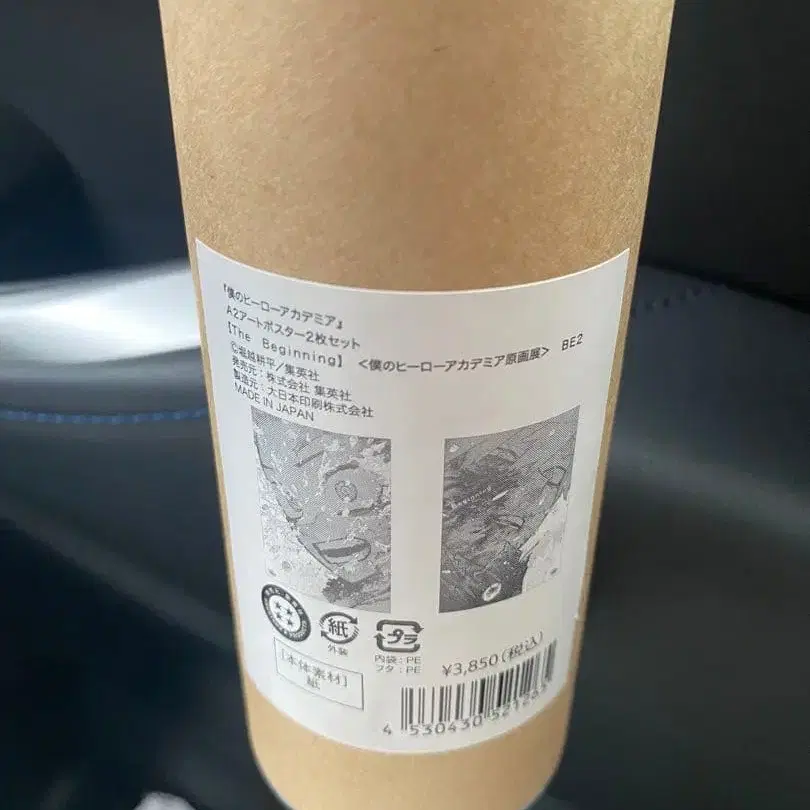 『僕のヒーローアカデミア』
A2アートポスター2枚セット
【The Beginning】 <僕のヒーローアカデミア原画展> BE2
©堀越耕平/集英社
発売元:株式会社 集英社
製造元:大日本印刷株式会社
MADE IN JAPAN
紙
外装
プラ
内袋:PE
フタ:PE
[本体素材]
紙
¥3,850(税込)
4 530430